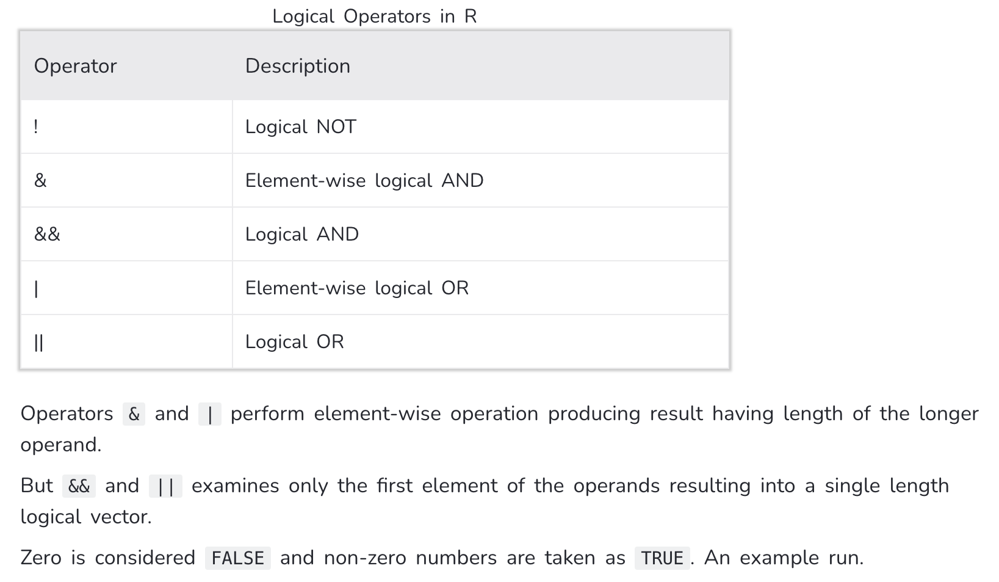 Logical Operators in R
Operator Description
! Logical NOT
& Element-wise logical AND
&& Logical AND
| Element-wise logical OR
|| Logical OR
Operators & and | perform element-wise operation producing result having length of the longer
operand.
But && and || examines only the first element of the operands resulting into a single length
logical vector.
Zero is considered FALSE and non-zero numbers are taken as TRUE. An example run.